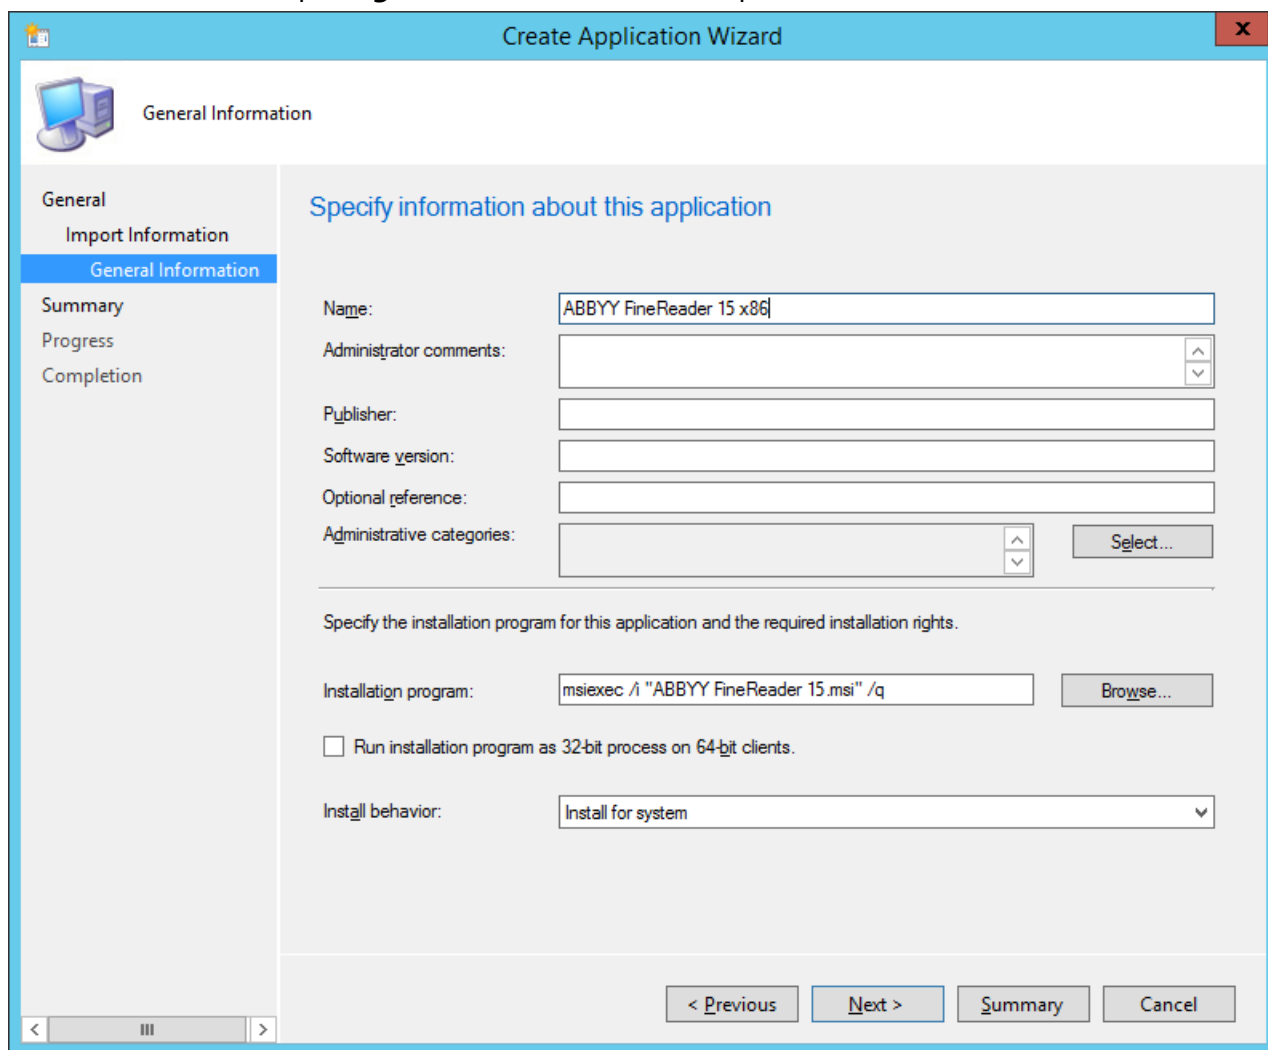 Create Application Wizard
X
General Information
General
Import Information
General Information
Summary
Progress
Completion
Specify information about this application
Name: ABBYY FineReader 15 x86
Administrator comments:
Publisher:
Software version:
Optional reference:
Administrative categories: Select...
Specify the installation program for this application and the required installation rights.
Installation program: msiexec /i "ABBYY FineReader 15.msi" /q Browse...
Run installation program as 32-bit process on 64-bit clients.
Install behavior: Install for system
< Previous Next > Summary Cancel